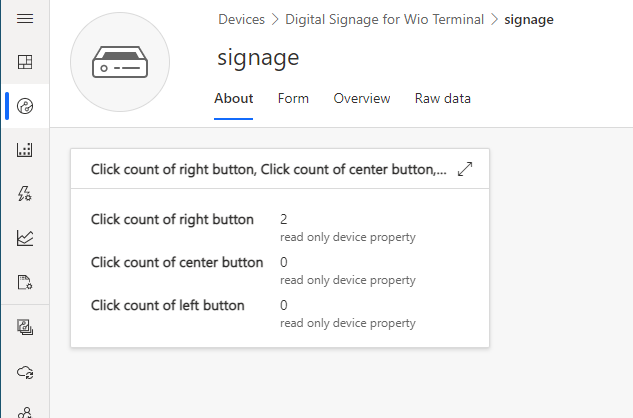 Devices > Digital Signage for Wio Terminal > signage
signage
About Form Overview Raw data
Click count of right button, Click count of center button,...
Click count of right button 2
read only device property
Click count of center button 0
read only device property
Click count of left button 0
read only device property